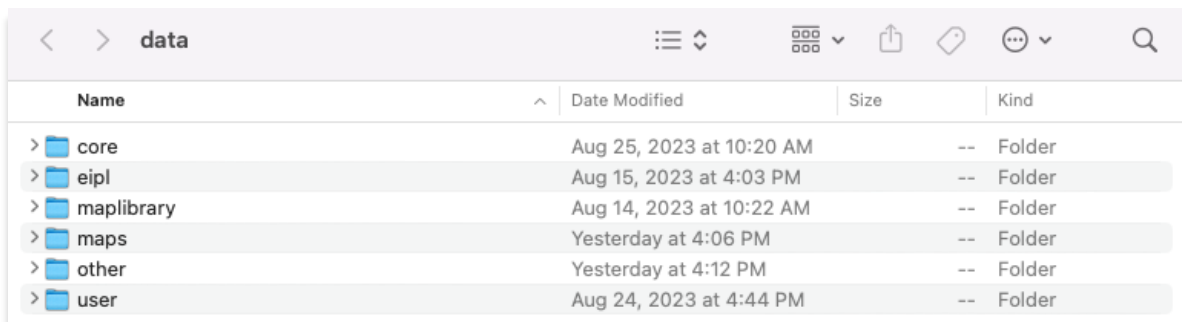 data
Name Date Modified Size Kind
core Aug 25, 2023 at 10:20 AM -- Folder
eipl Aug 15, 2023 at 4:03 PM -- Folder
maplibrary Aug 14, 2023 at 10:22 AM -- Folder
maps Yesterday at 4:06 PM -- Folder
other Yesterday at 4:12 PM -- Folder
user Aug 24, 2023 at 4:44 PM -- Folder